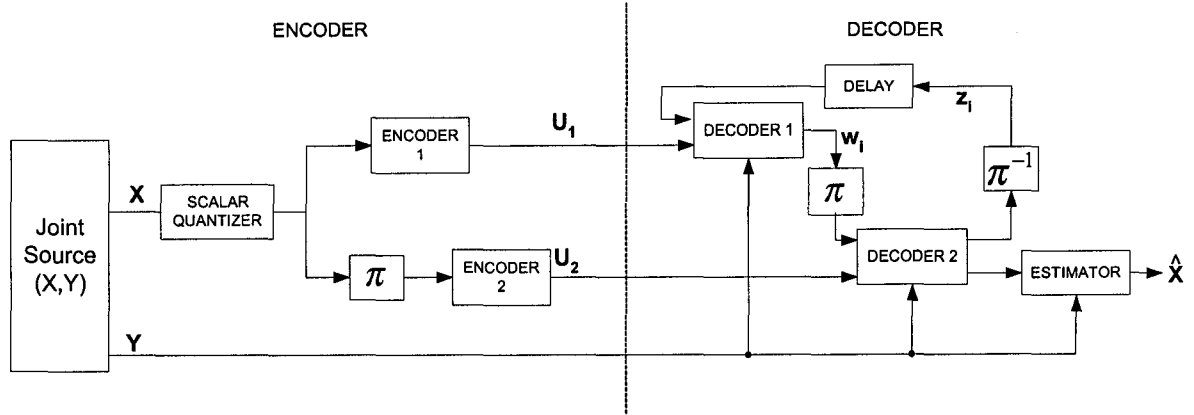 ENCODER
DECODER
DELAY
z_i
U_1
ENCODER
1
DECODER 1
w_i
π
π^{-1}
X
SCALAR
QUANTIZER
Joint
Source
(X,Y)
π
ENCODER
2
U_2
DECODER 2
ESTIMATOR
X̂
Y